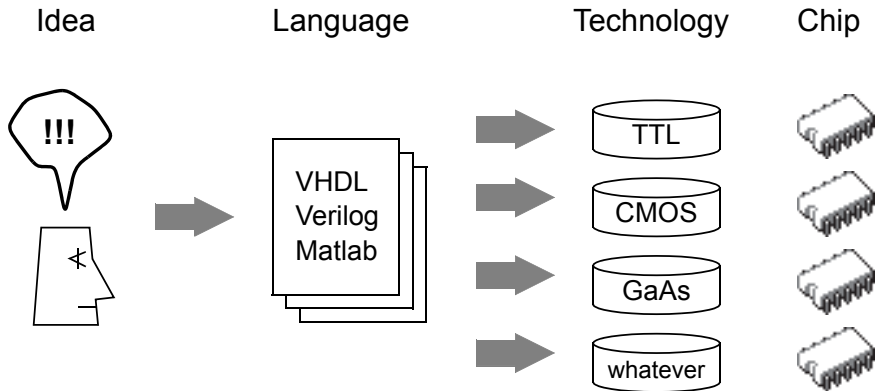 Idea
Language
Technology
Chip
!!!
VHDL
Verilog
Matlab
TTL
CMOS
GaAs
whatever